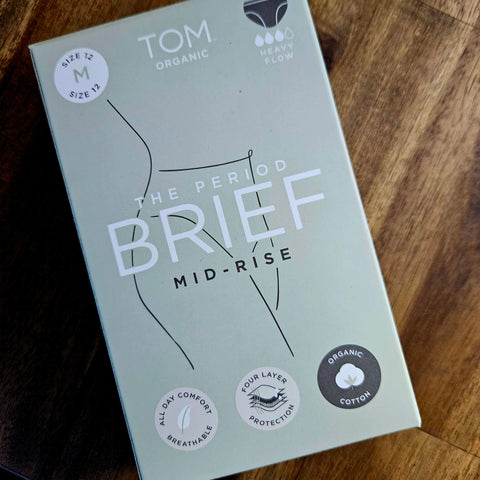 SIZE 12
M
SIZE 12
TOM
ORGANIC
HEAVY
FLOW
THE PERIOD
BRIEF
MID-RISE
ALL DAY COMFORT
BREATHABLE
FOUR LAYER
PROTECTION
ORGANIC
COTTON